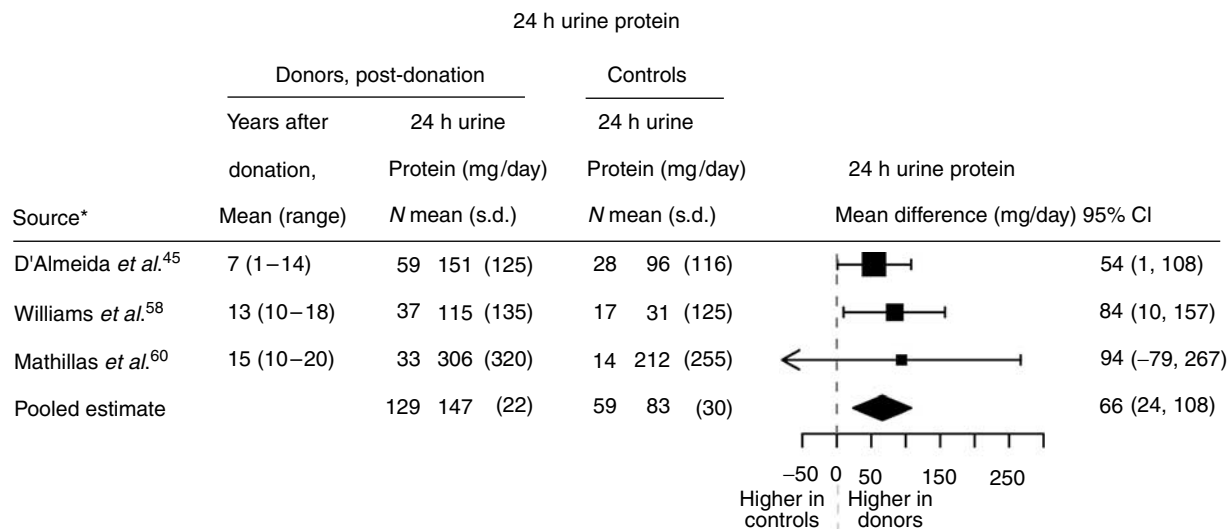 24 h urine protein
Donors, post-donation Controls
Years after 24 h urine 24 h urine
donation, Protein (mg/day) Protein (mg/day) 24 h urine protein
Source* Mean (range) N mean (s.d.) N mean (s.d.) Mean difference (mg/day) 95% CI
D'Almeida et al.45 7 (1–14) 59 151 (125) 28 96 (116) 54 (1, 108)
Williams et al.58 13 (10–18) 37 115 (135) 17 31 (125) 84 (10, 157)
Mathillas et al.60 15 (10–20) 33 306 (320) 14 212 (255) 94 (–79, 267)
Pooled estimate 129 147 (22) 59 83 (30) 66 (24, 108)
–50 0 50 150 250
Higher in controls Higher in donors